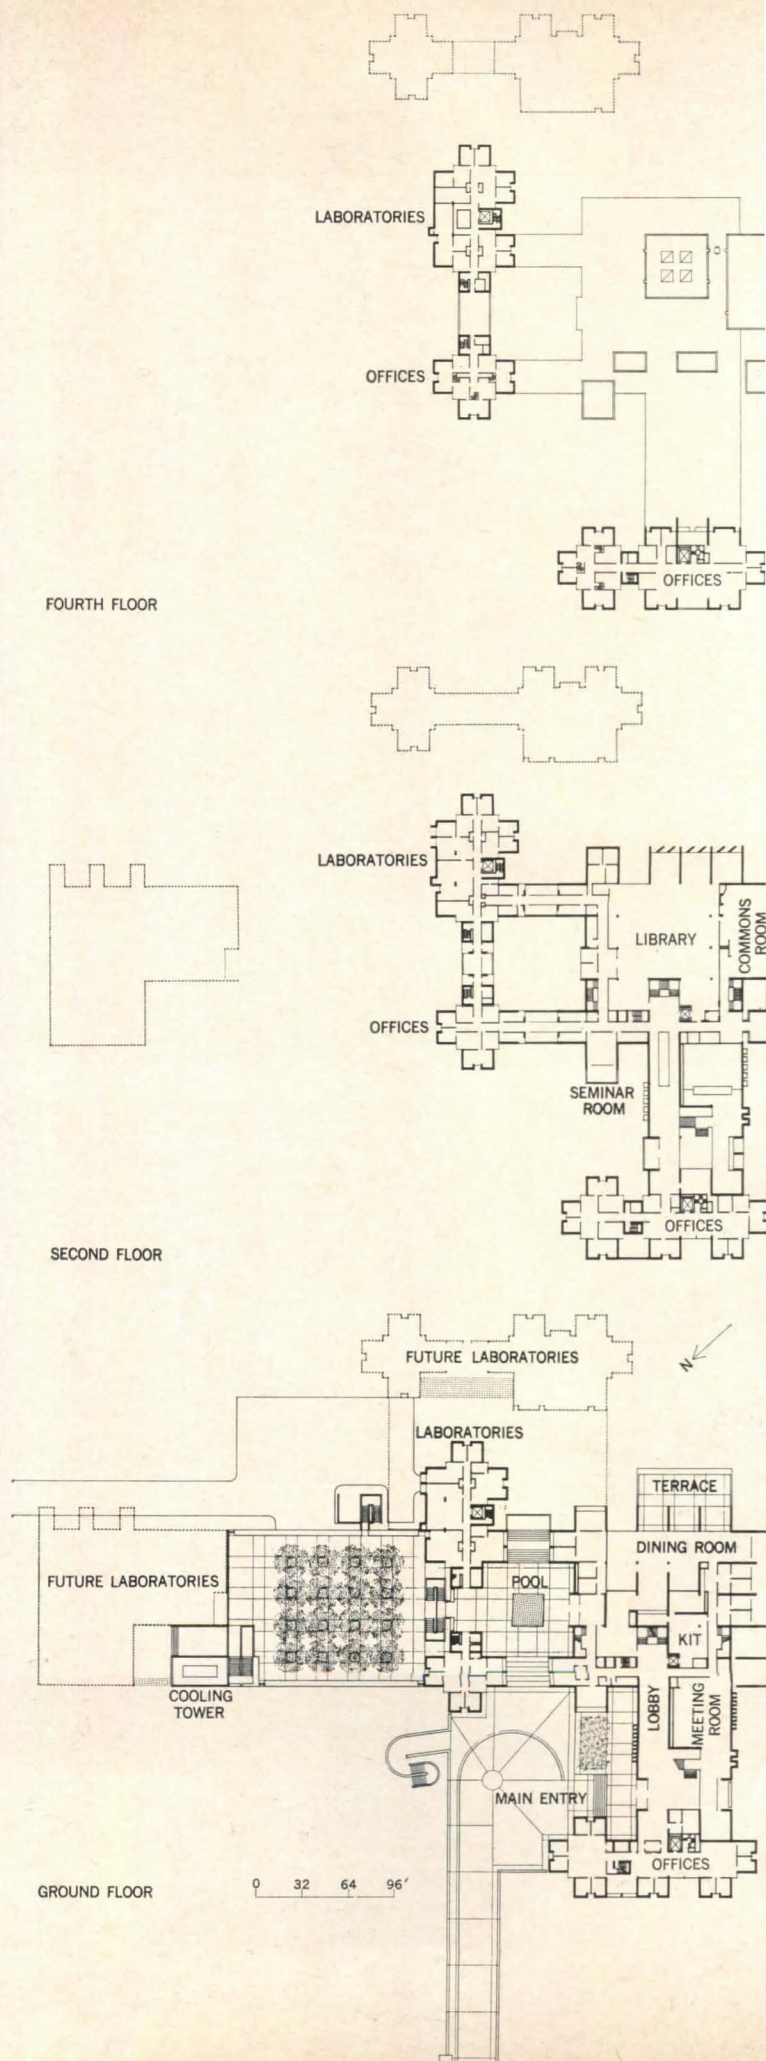 LABORATORIES
OFFICES
OFFICES
FOURTH FLOOR
LABORATORIES
LIBRARY
COMMONS
ROOM
OFFICES
SEMINAR
ROOM
OFFICES
SECOND FLOOR
N
FUTURE LABORATORIES
LABORATORIES
TERRACE
DINING ROOM
FUTURE LABORATORIES
POOL
KIT
COOLING
TOWER
LOBBY
MEETING
ROOM
MAIN ENTRY
OFFICES
GROUND FLOOR
0 32 64 96'